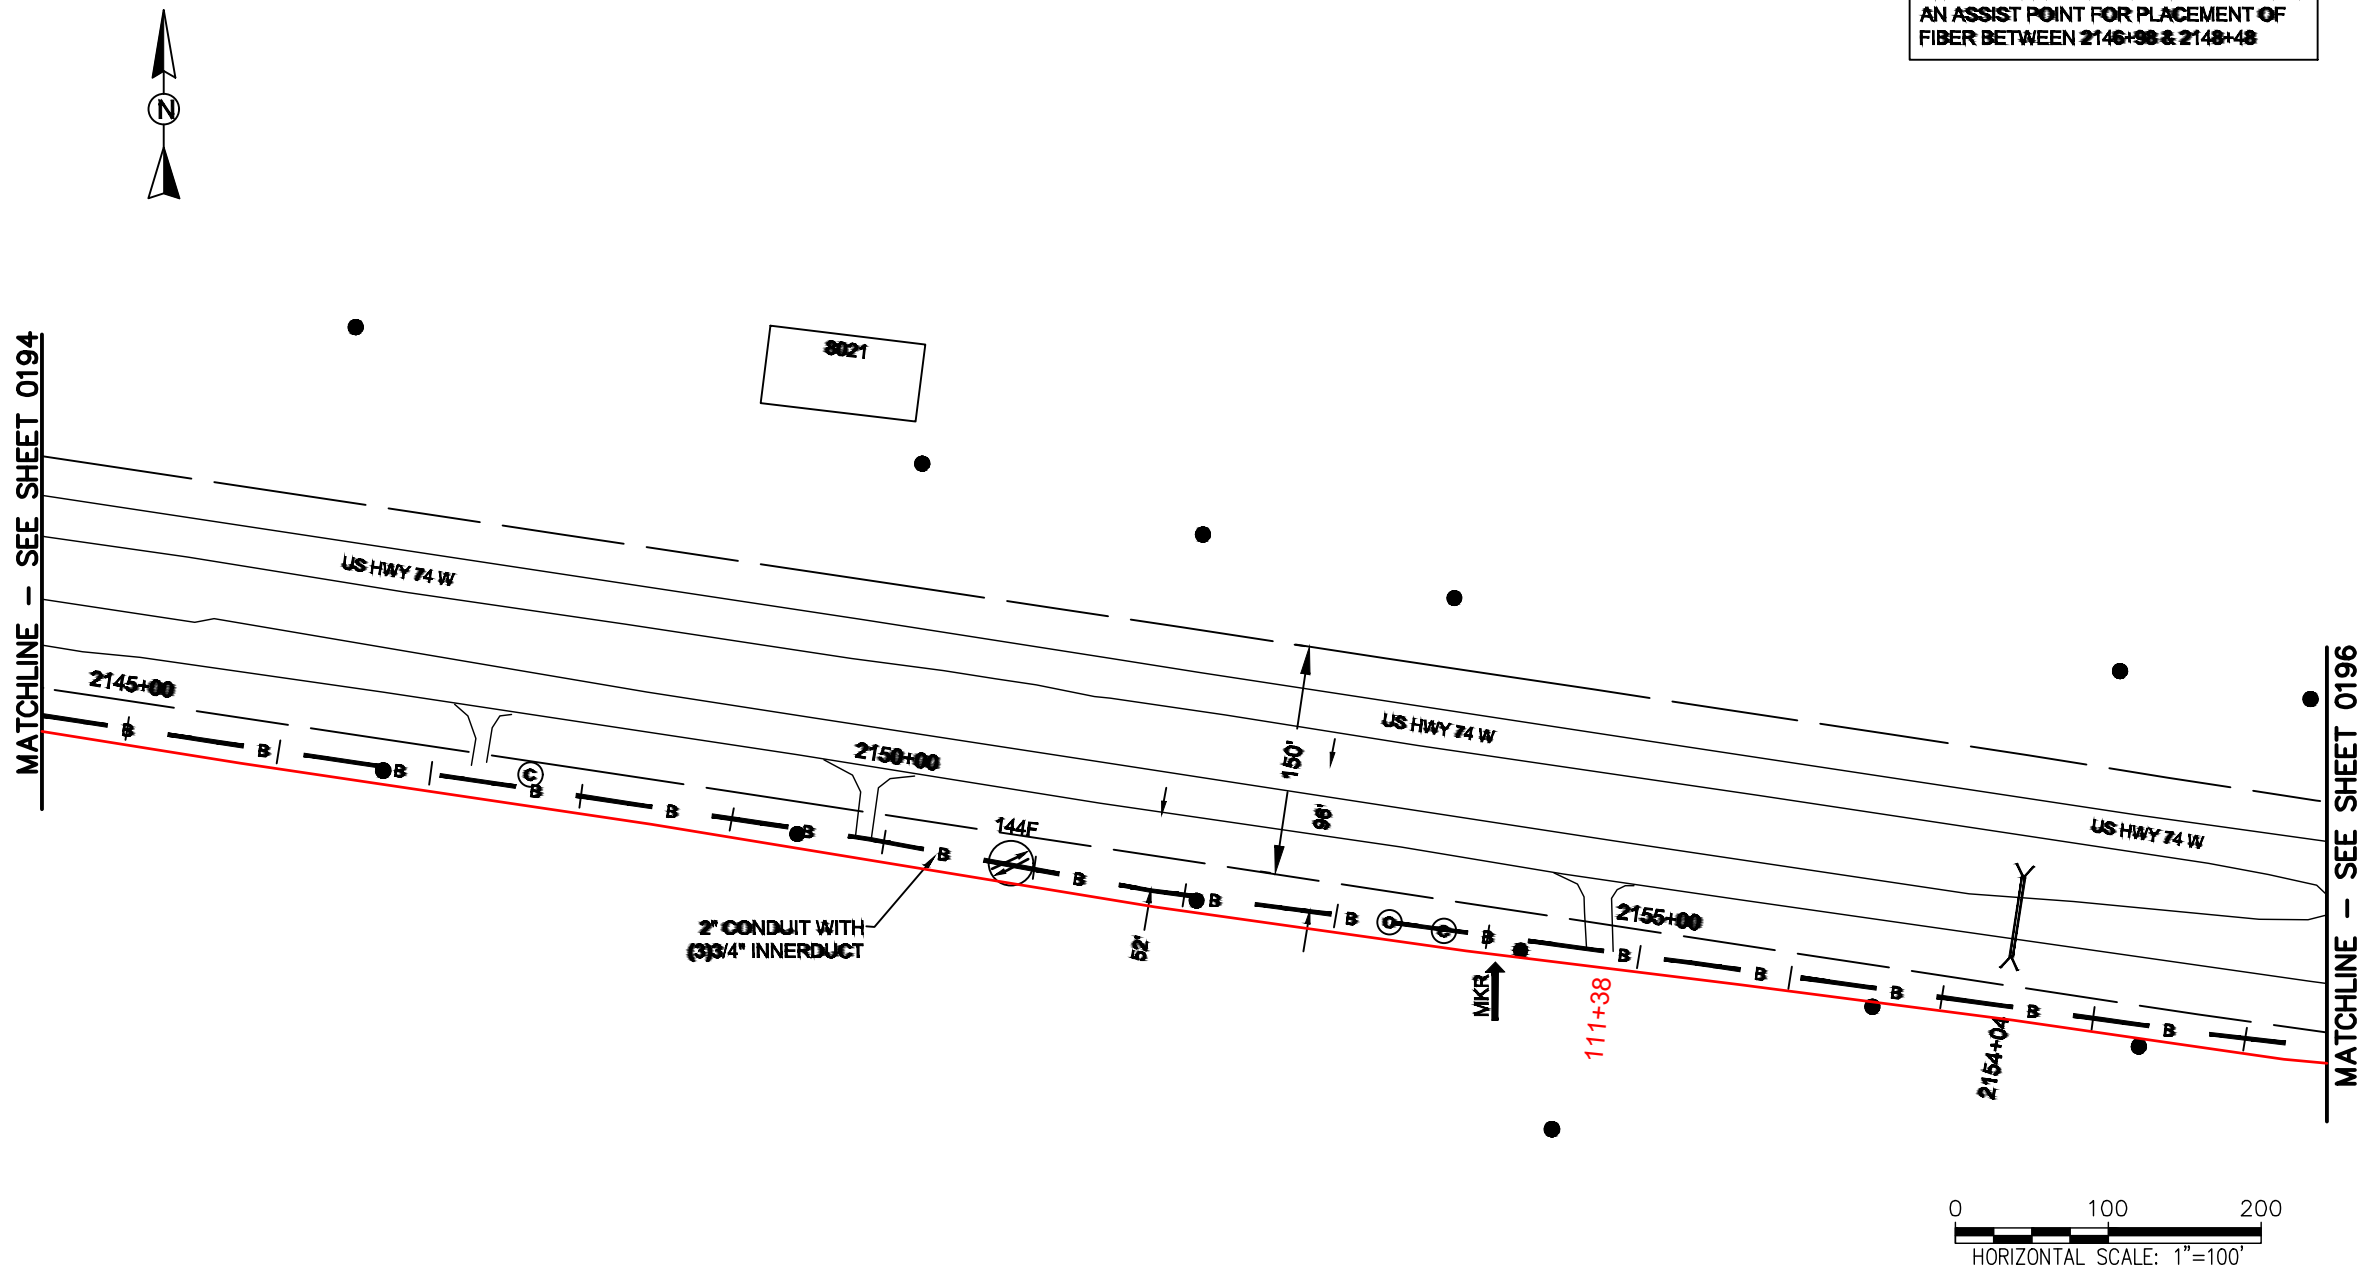 AN ASSIST POINT FOR PLACEMENT OF
FIBER BETWEEN 2146+98 & 2148+48
N
MATCHLINE – SEE SHEET 0194
8021
US HWY 74 W
2145+00
B
B
B
C
B
B
B
2150+00
B
144F
B
2" CONDUIT WITH
(3)3/4" INNERDUCT
150'
96'
52'
B
B
C
C
B
US HWY 74 W
MKR
111+38
2155+00
B
B
B
B
B
2154+04
US HWY 74 W
MATCHLINE – SEE SHEET 0196
0 100 200
HORIZONTAL SCALE: 1"=100'